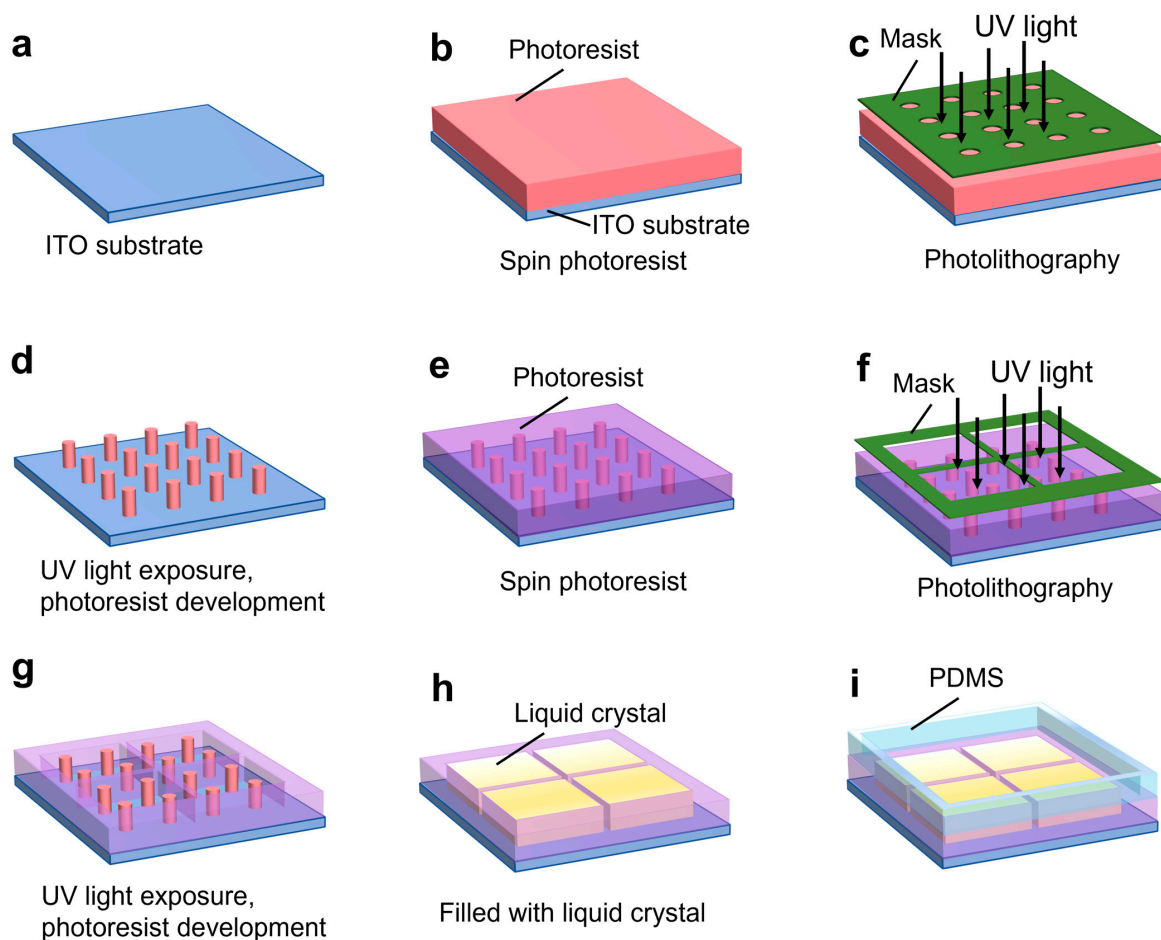 a
ITO substrate
b
Photoresist
ITO substrate
Spin photoresist
c
Mask
UV light
Photolithography
d
UV light exposure,
photoresist development
e
Photoresist
Spin photoresist
f
Mask
UV light
Photolithography
g
UV light exposure,
photoresist development
h
Liquid crystal
Filled with liquid crystal
i
PDMS